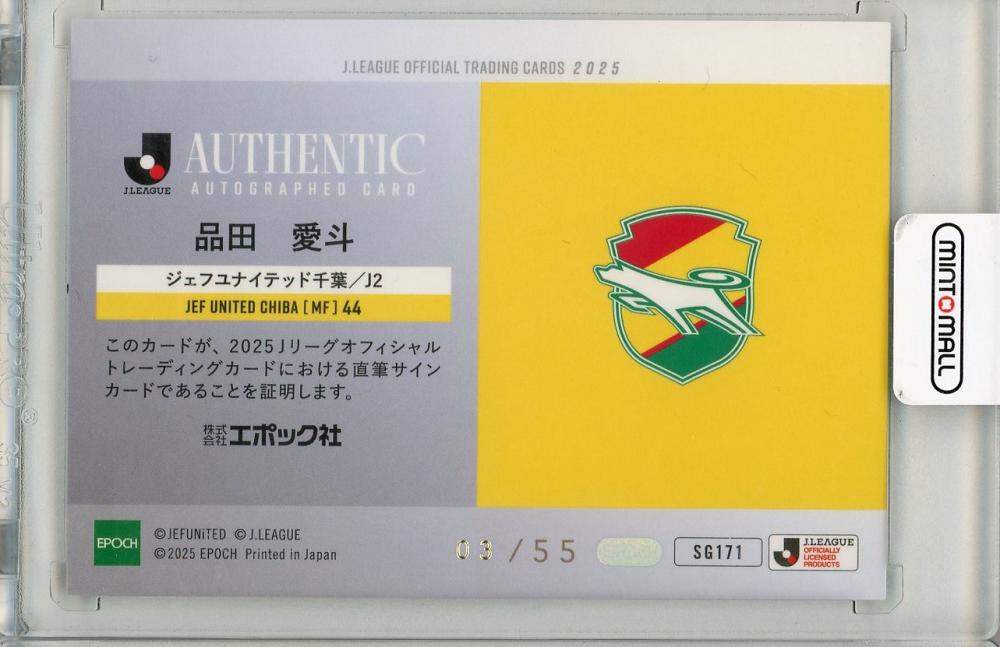 J.LEAGUE OFFICIAL TRADING CARDS 2025
J.LEAGUE
AUTHENTIC
AUTOGRAPHED CARD
品田 愛斗
ジェフユナイテッド千葉／J2
JEF UNITED CHIBA [MF] 44
このカードが、2025Jリーグオフィシャル
トレーディングカードにおける直筆サイン
カードであることを証明します。
株式会社エポック社
MINT MALL
EPOCH
©JEFUNITED ©J.LEAGUE
©2025 EPOCH Printed in Japan
03/55
SG171
J.LEAGUE
OFFICIALLY
LICENSED
PRODUCTS